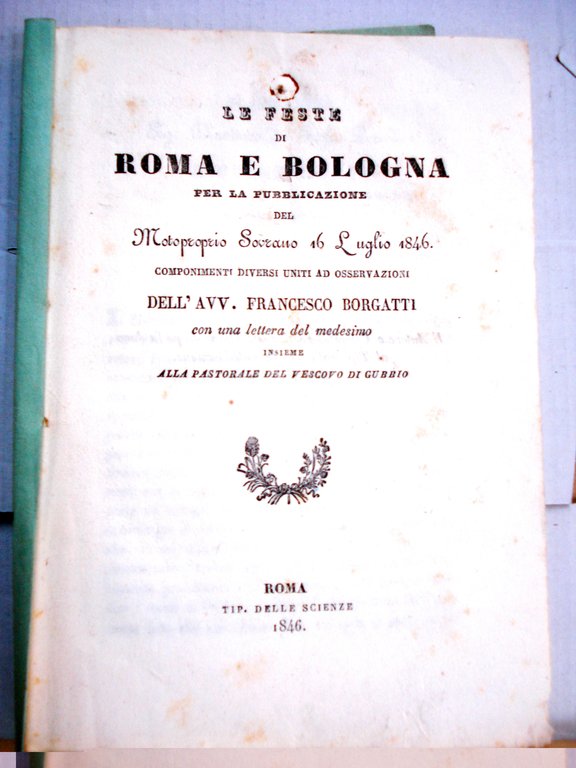 LE FESTE
DI
ROMA E BOLOGNA
PER LA PUBBLICAZIONE
DEL
Motoproprio Sovrano 16 Luglio 1846.
COMPONIMENTI DIVERSI UNITI AD OSSERVAZIONI
DELL'AVV. FRANCESCO BORGATTI
con una lettera del medesimo
INSIEME
ALLA PASTORALE DEL VESCOVO DI GUBBIO
ROMA
TIP. DELLE SCIENZE
1846.